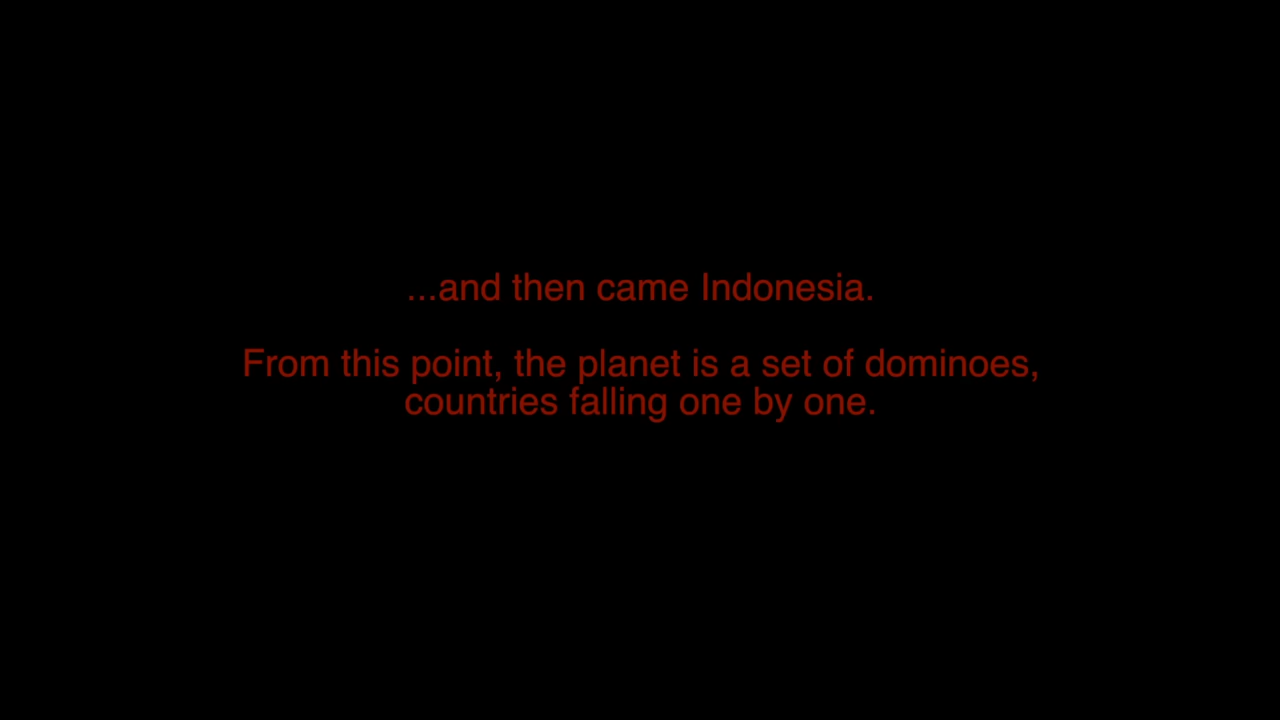 ...and then came Indonesia.
From this point, the planet is a set of dominoes,
countries falling one by one.